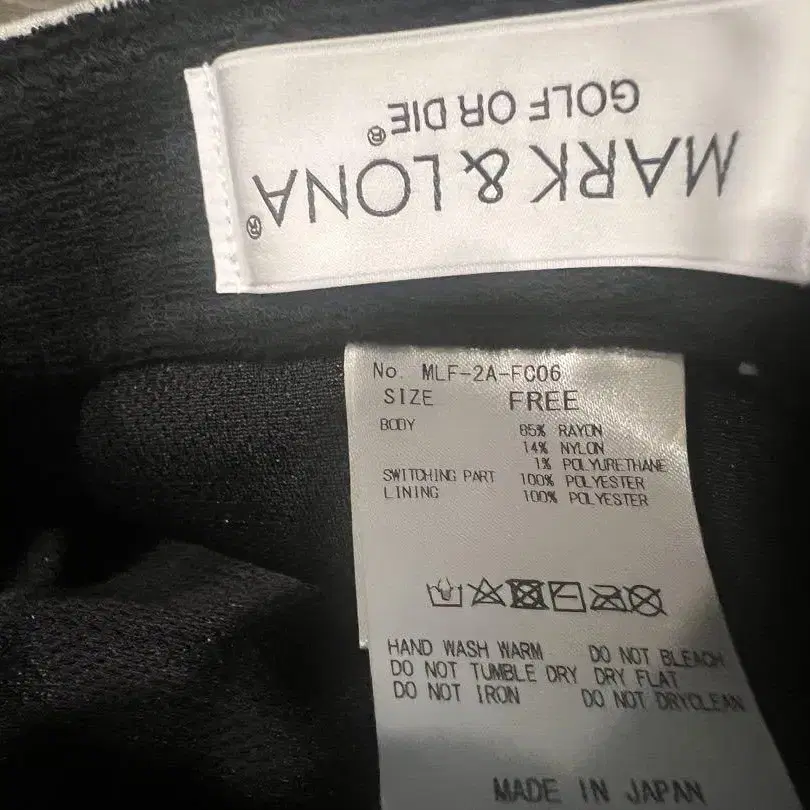 MARK & LONA®
GOLF OR DIE®
No. MLF-2A-FC06
SIZE FREE
BODY 85% RAYON
14% NYLON
1% POLYURETHANE
SWITCHING PART 100% POLYESTER
LINING 100% POLYESTER
HAND WASH WARM DO NOT BLEACH
DO NOT TUMBLE DRY DRY FLAT
DO NOT IRON DO NOT DRYCLEAN
MADE IN JAPAN